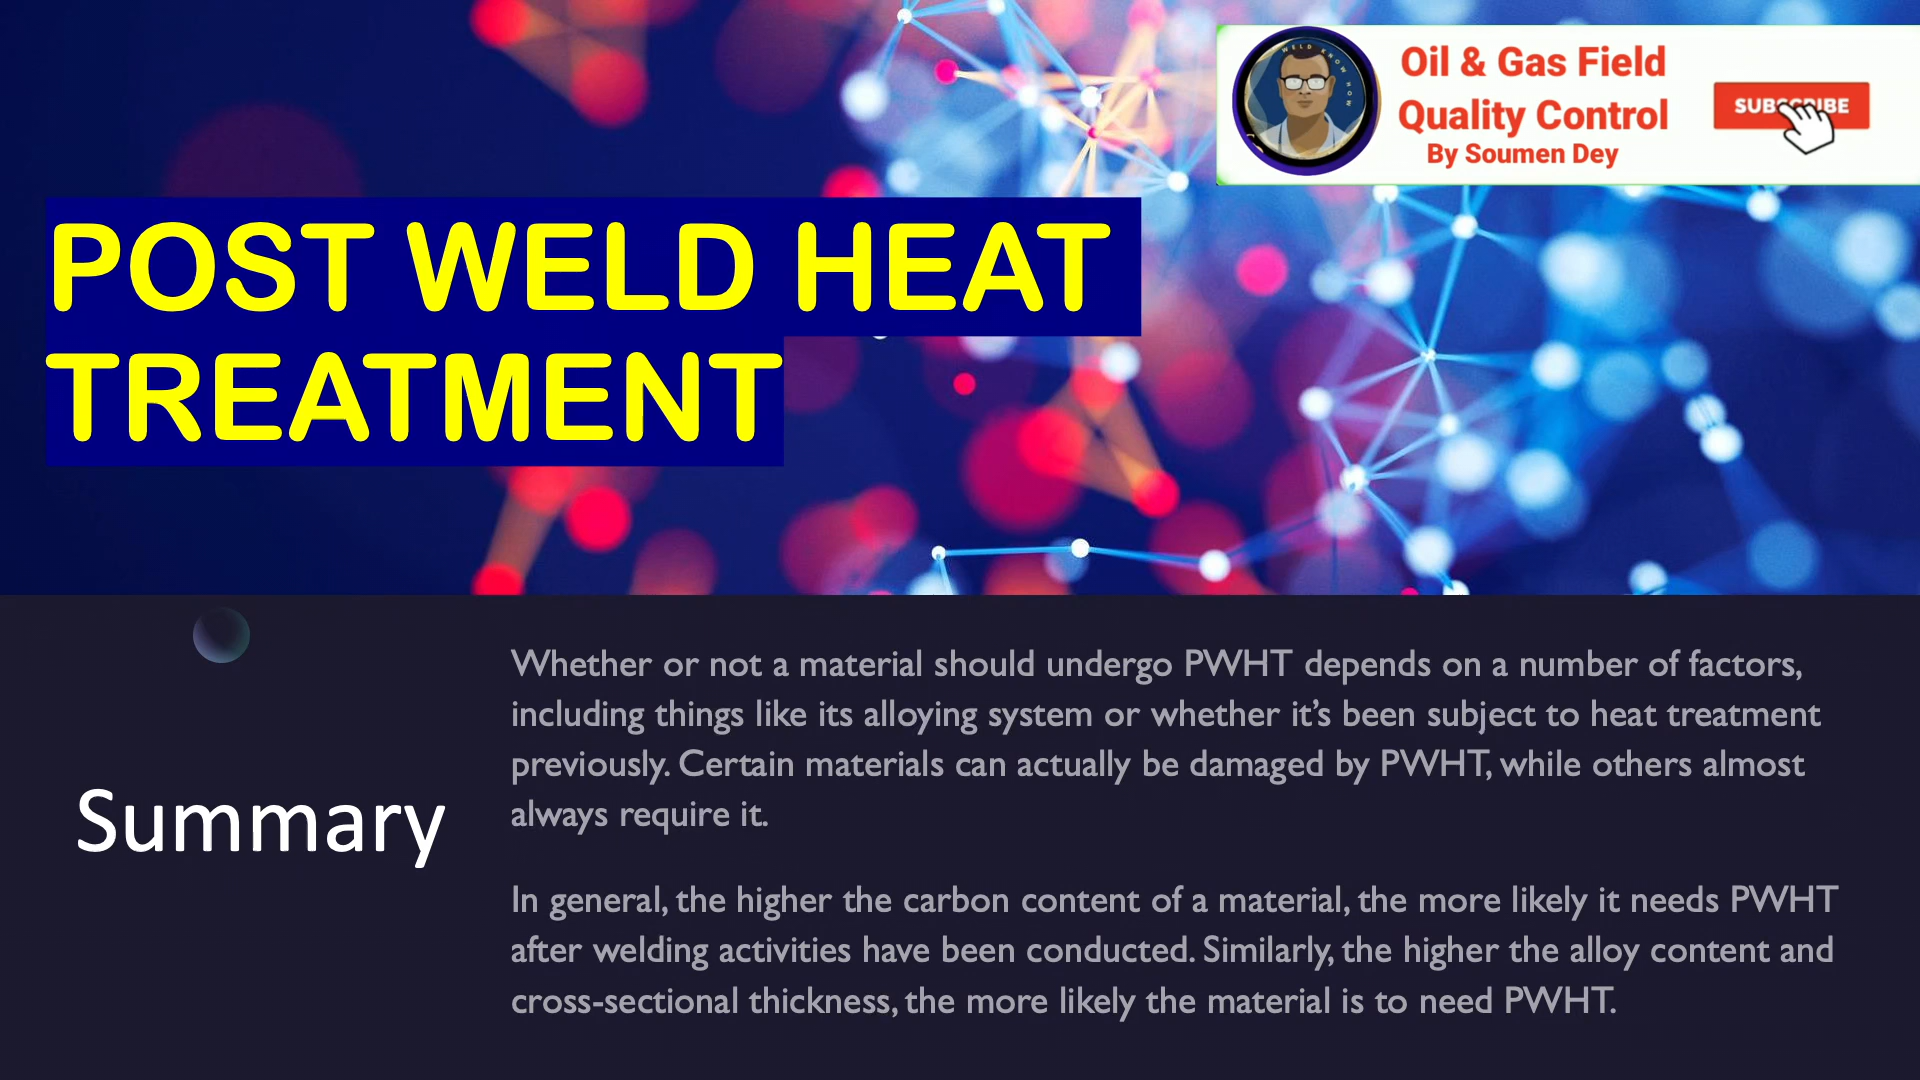 WELD KNOW HOW
Oil & Gas Field
Quality Control
By Soumen Dey
SUBSCRIBE
POST WELD HEAT
TREATMENT
Summary
Whether or not a material should undergo PWHT depends on a number of factors,
including things like its alloying system or whether it’s been subject to heat treatment
previously. Certain materials can actually be damaged by PWHT, while others almost
always require it.
In general, the higher the carbon content of a material, the more likely it needs PWHT
after welding activities have been conducted. Similarly, the higher the alloy content and
cross-sectional thickness, the more likely the material is to need PWHT.